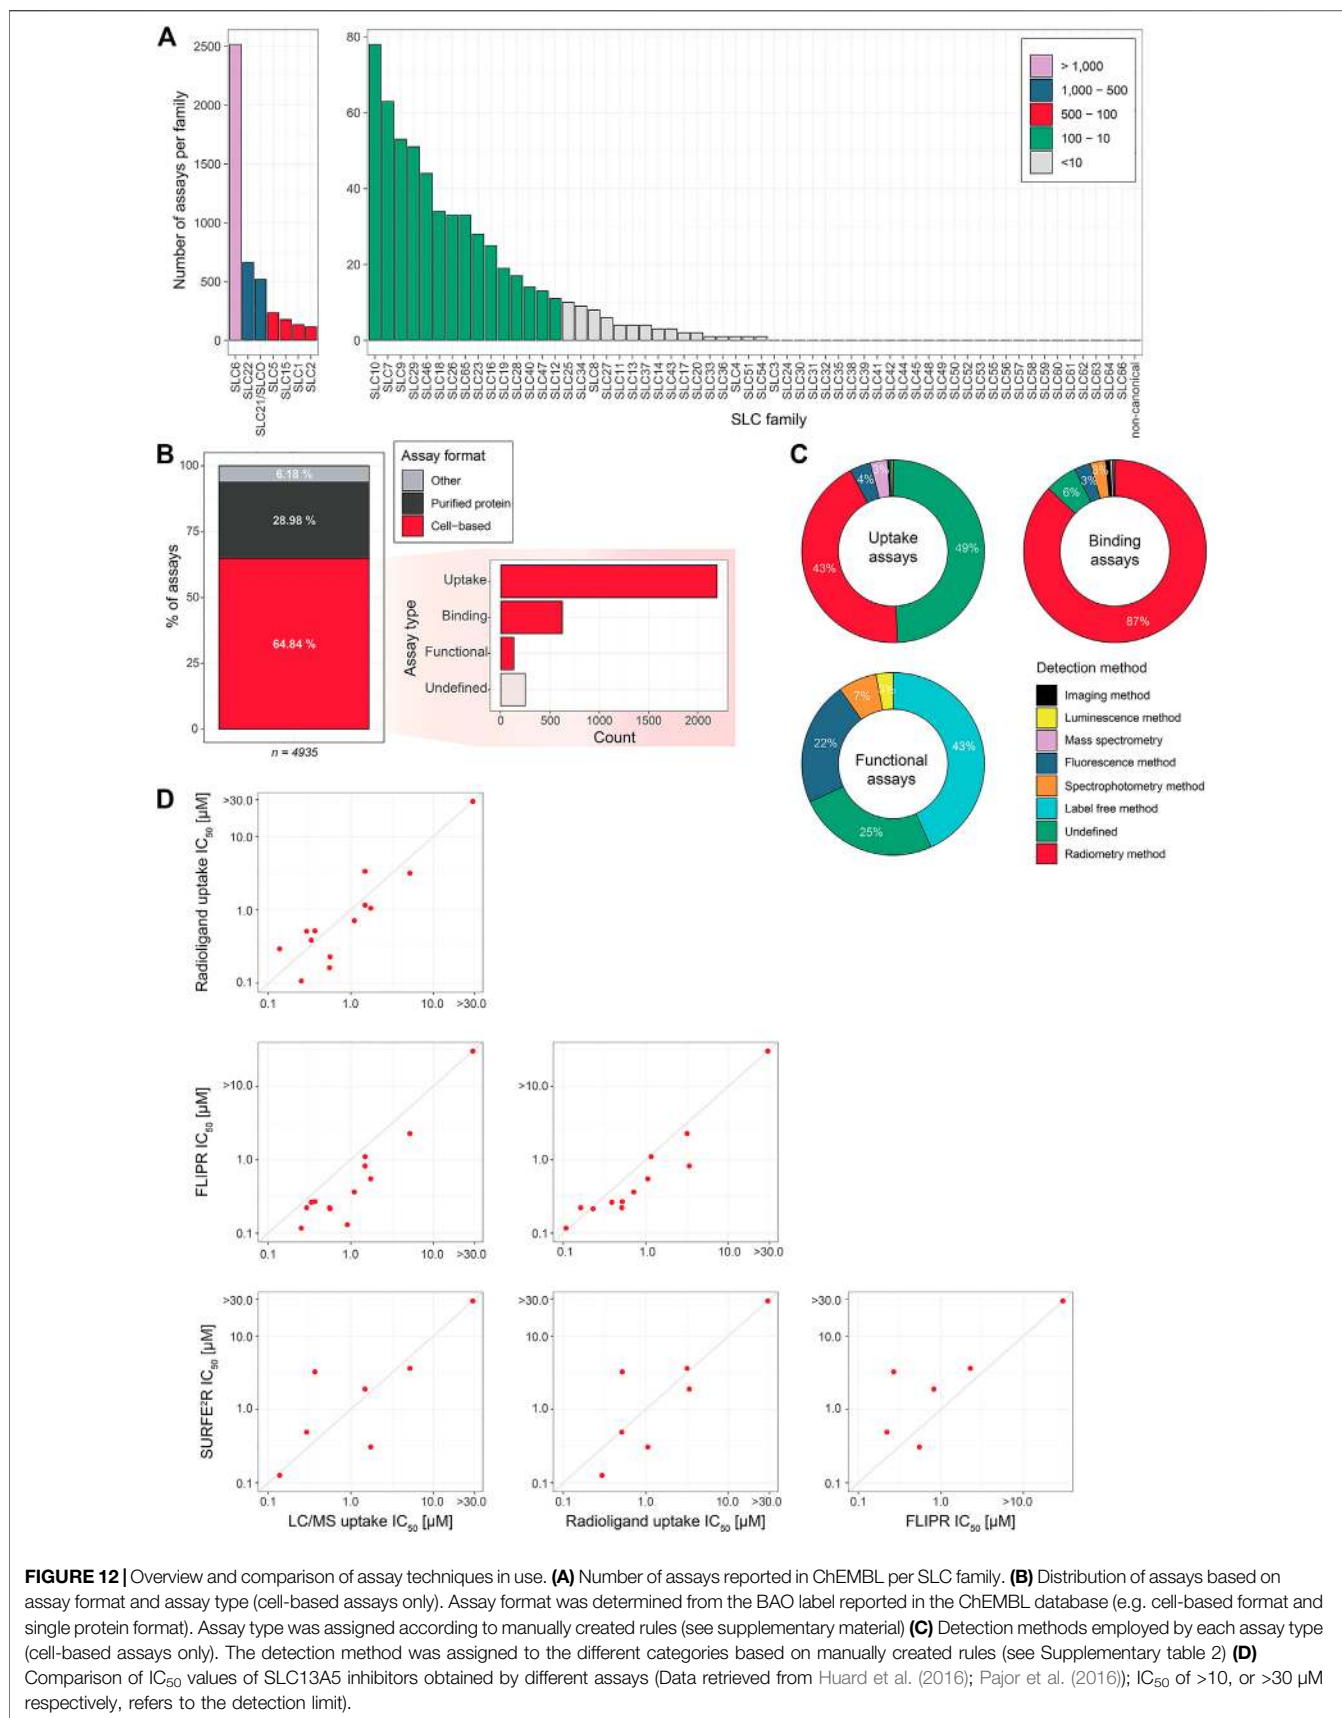 A
Number of assays per family
2500
2000
1500
1000
500
0
SLC6
SLC22
SLC21/SLCO
SLC5
SLC15
SLC1
SLC2
80
60
40
20
0
SLC10
SLC7
SLC9
SLC29
SLC46
SLC18
SLC26
SLC65
SLC23
SLC16
SLC19
SLC28
SLC40
SLC47
SLC12
SLC25
SLC34
SLC8
SLC27
SLC11
SLC13
SLC37
SLC14
SLC43
SLC17
SLC20
SLC33
SLC36
SLC4
SLC51
SLC54
SLC3
SLC24
SLC30
SLC31
SLC32
SLC35
SLC38
SLC39
SLC41
SLC42
SLC44
SLC45
SLC48
SLC49
SLC50
SLC52
SLC53
SLC55
SLC56
SLC57
SLC58
SLC59
SLC60
SLC61
SLC62
SLC63
SLC64
SLC66
non-canonical
SLC family
> 1,000
1,000 – 500
500 – 100
100 – 10
<10
B
% of assays
100
75
50
25
0
6.18 %
28.98 %
64.84 %
n = 4935
Assay format
Other
Purified protein
Cell−based
Assay type
Uptake
Binding
Functional
Undefined
0
500
1000
1500
2000
Count
C
Uptake
assays
4%
3%
43%
49%
Binding
assays
6%
3%
3%
87%
Functional
assays
7%
22%
43%
25%
Detection method
Imaging method
Luminescence method
Mass spectrometry
Fluorescence method
Spectrophotometry method
Label free method
Undefined
Radiometry method
D
Radioligand uptake IC50 [µM]
>30.0
10.0
1.0
0.1
0.1 1.0 10.0 >30.0
FLIPR IC50 [µM]
>10.0
1.0
0.1
0.1 1.0 10.0 >30.0
0.1 1.0 10.0 >30.0
SURFE²R IC50 [µM]
>30.0
10.0
1.0
0.1
0.1 1.0 10.0 >30.0
LC/MS uptake IC50 [µM]
>30.0
10.0
1.0
0.1
0.1 1.0 10.0 >30.0
Radioligand uptake IC50 [µM]
>30.0
10.0
1.0
0.1
0.1 1.0 >10.0
FLIPR IC50 [µM]
FIGURE 12 | Overview and comparison of assay techniques in use. (A) Number of assays reported in ChEMBL per SLC family. (B) Distribution of assays based on
assay format and assay type (cell-based assays only). Assay format was determined from the BAO label reported in the ChEMBL database (e.g. cell-based format and
single protein format). Assay type was assigned according to manually created rules (see supplementary material) (C) Detection methods employed by each assay type
(cell-based assays only). The detection method was assigned to the different categories based on manually created rules (see Supplementary table 2) (D)
Comparison of IC50 values of SLC13A5 inhibitors obtained by different assays (Data retrieved from Huard et al. (2016); Pajor et al. (2016)); IC50 of >10, or >30 µM
respectively, refers to the detection limit).